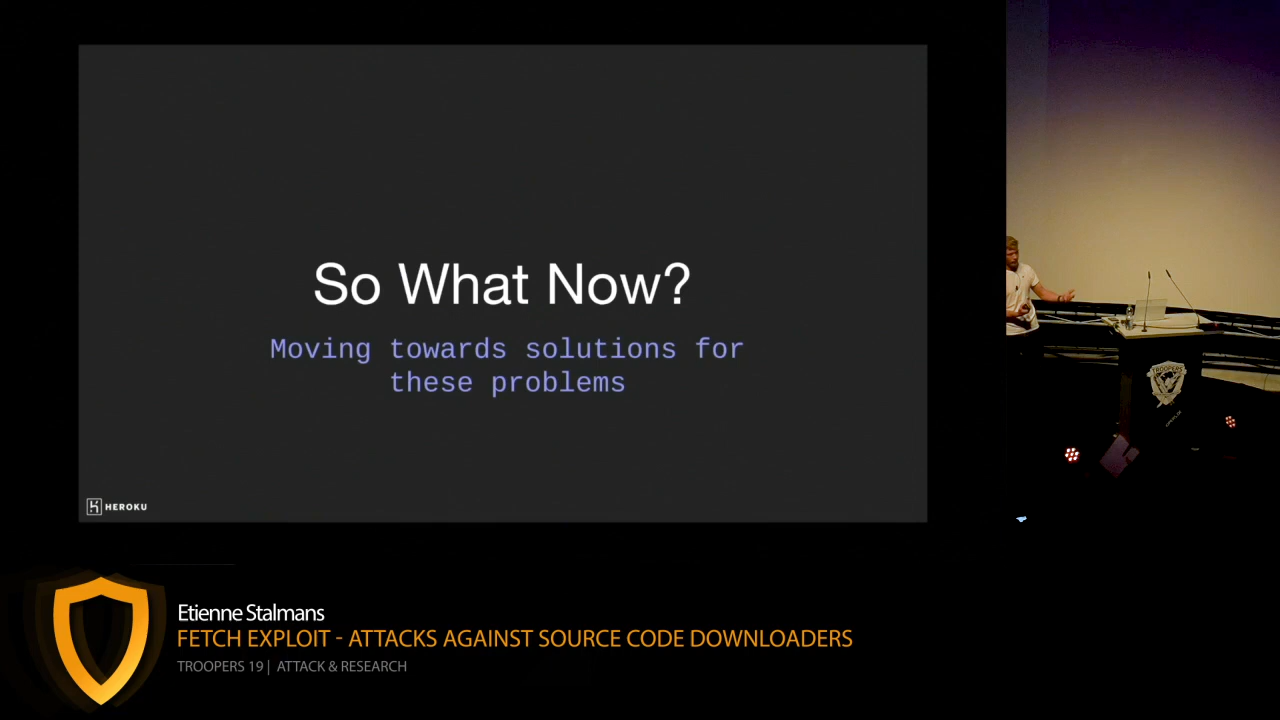 So What Now?
Moving towards solutions for
these problems
HEROKU
TROOPERS
Etienne Stalmans
FETCH EXPLOIT - ATTACKS AGAINST SOURCE CODE DOWNLOADERS
TROOPERS 19 | ATTACK & RESEARCH